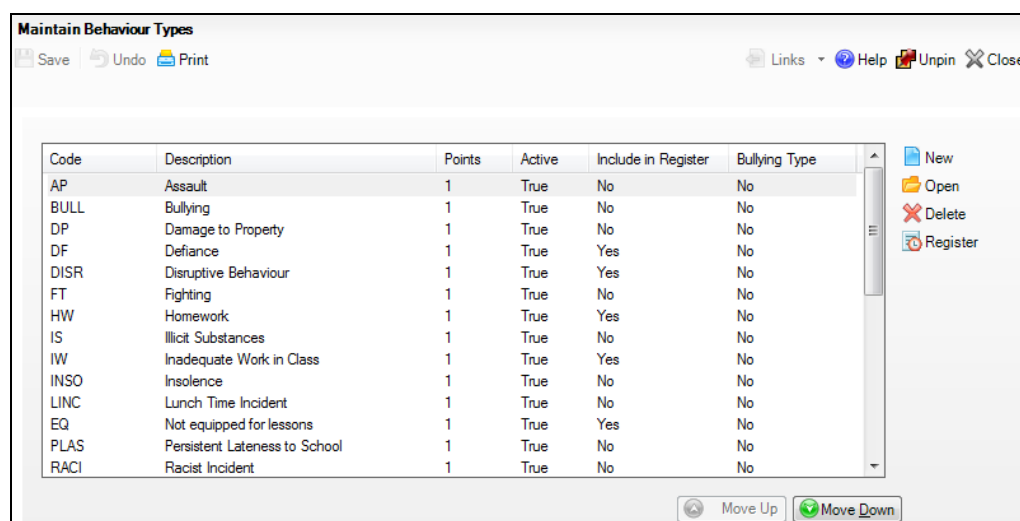 Maintain Behaviour Types
Save Undo Print Links Help Unpin Close
Code Description Points Active Include in Register Bullying Type New
AP Assault 1 True No No Open
BULL Bullying 1 True No No Delete
DP Damage to Property 1 True No No Register
DF Defiance 1 True Yes No
DISR Disruptive Behaviour 1 True Yes No
FT Fighting 1 True No No
HW Homework 1 True Yes No
IS Illicit Substances 1 True No No
IW Inadequate Work in Class 1 True Yes No
INSO Insolence 1 True No No
LINC Lunch Time Incident 1 True No No
EQ Not equipped for lessons 1 True Yes No
PLAS Persistent Lateness to School 1 True No No
RACI Racist Incident 1 True No No
Move Up Move Down